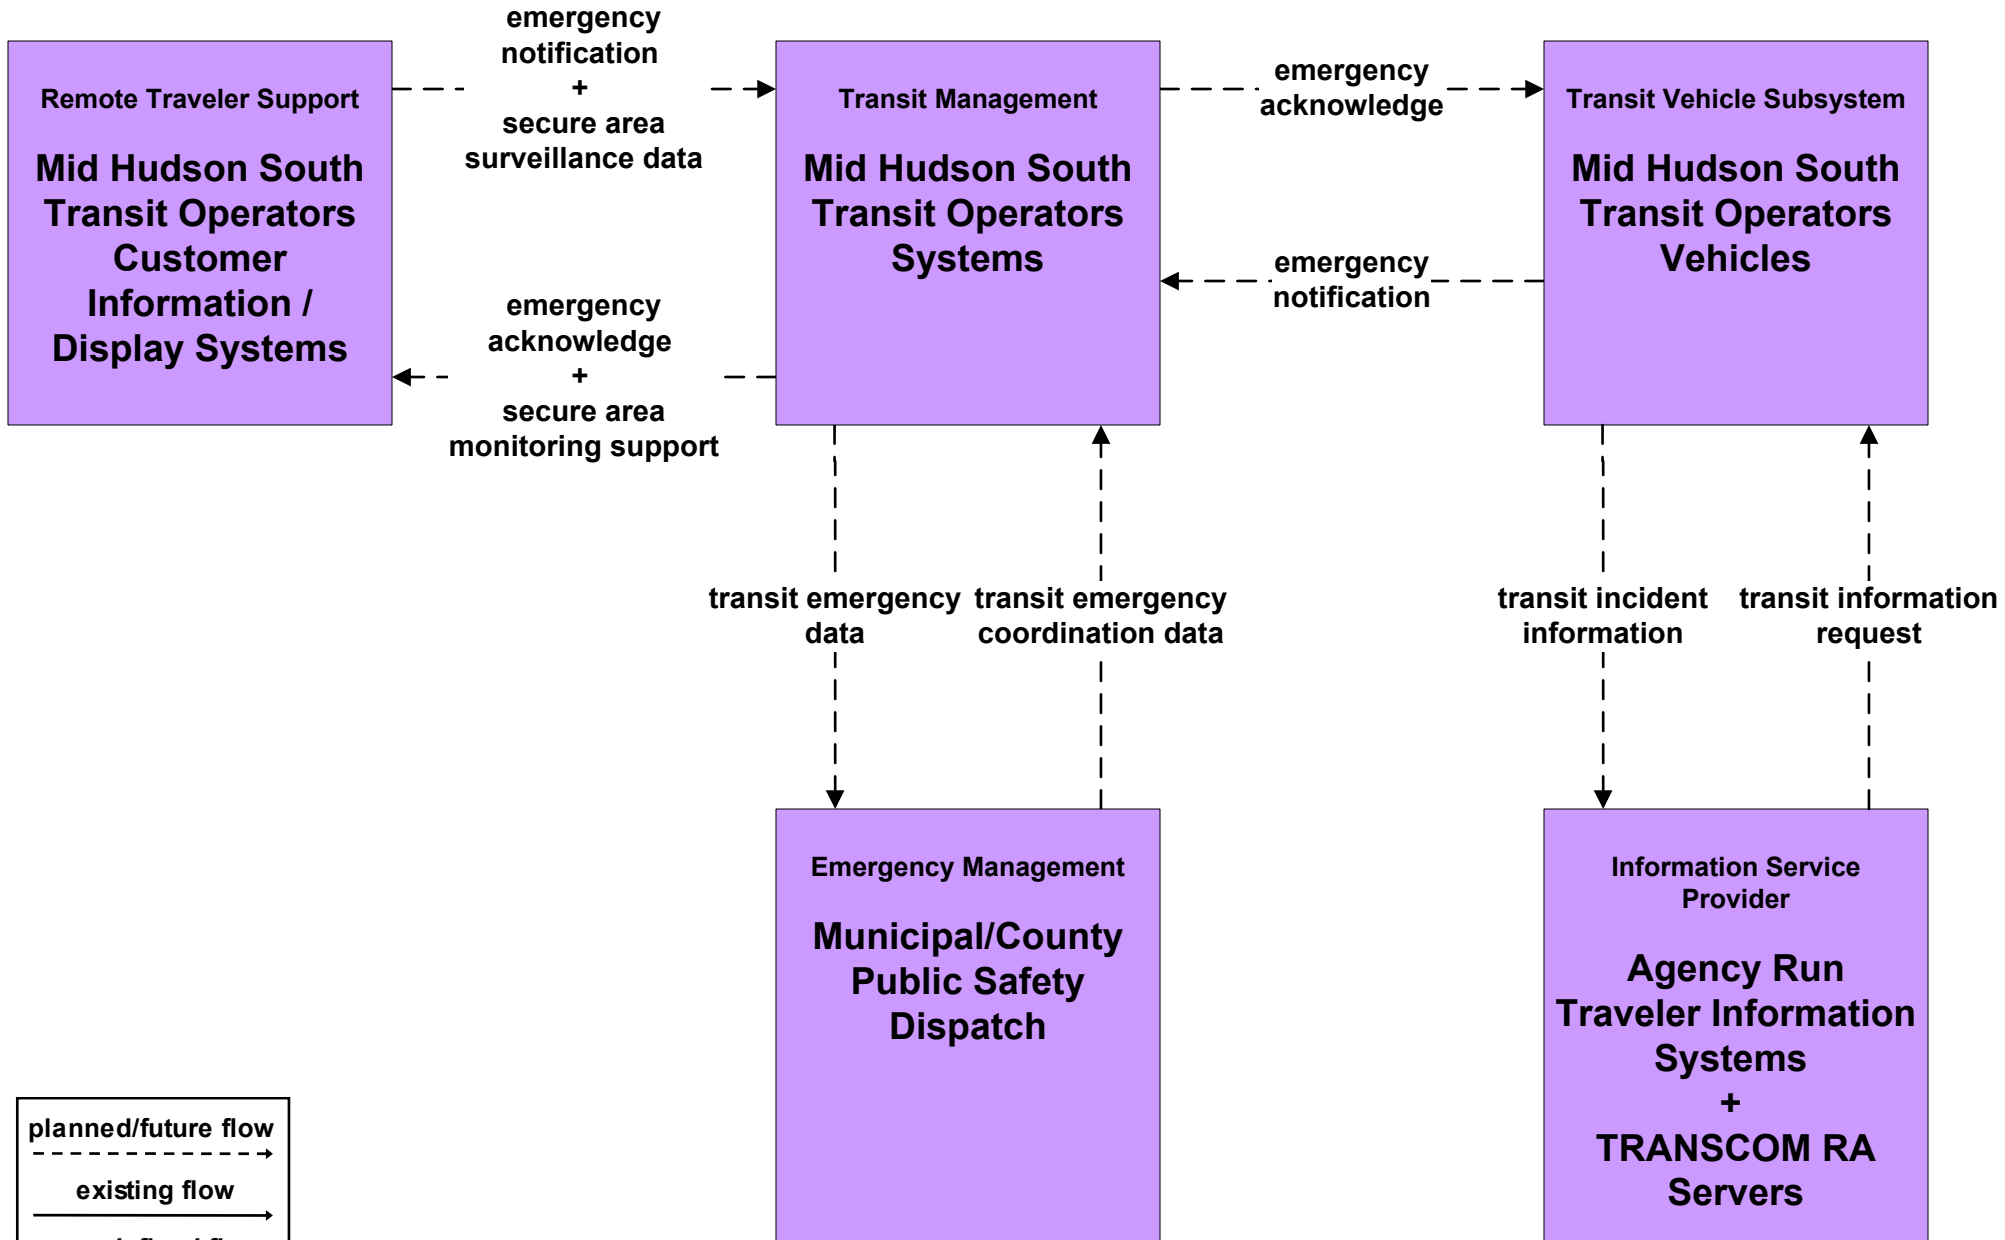 emergency
notification
+
secure area
surveillance data
Remote Traveler Support
Mid Hudson South
Transit Operators
Customer
Information /
Display Systems
emergency
acknowledge
+
secure area
monitoring support
Transit Management
Mid Hudson South
Transit Operators
Systems
emergency
acknowledge
emergency
notification
Transit Vehicle Subsystem
Mid Hudson South
Transit Operators
Vehicles
transit emergency
data
transit emergency
coordination data
transit incident
information
transit information
request
Emergency Management
Municipal/County
Public Safety
Dispatch
Information Service
Provider
Agency Run
Traveler Information
Systems
+
TRANSCOM RA
Servers
planned/future flow
existing flow